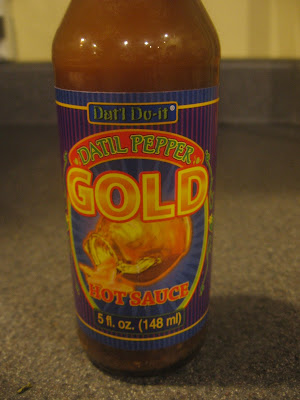 Dat'l Do-it®
DATIL PEPPER
GOLD
HOT SAUCE
5 fl. oz. (148 ml)